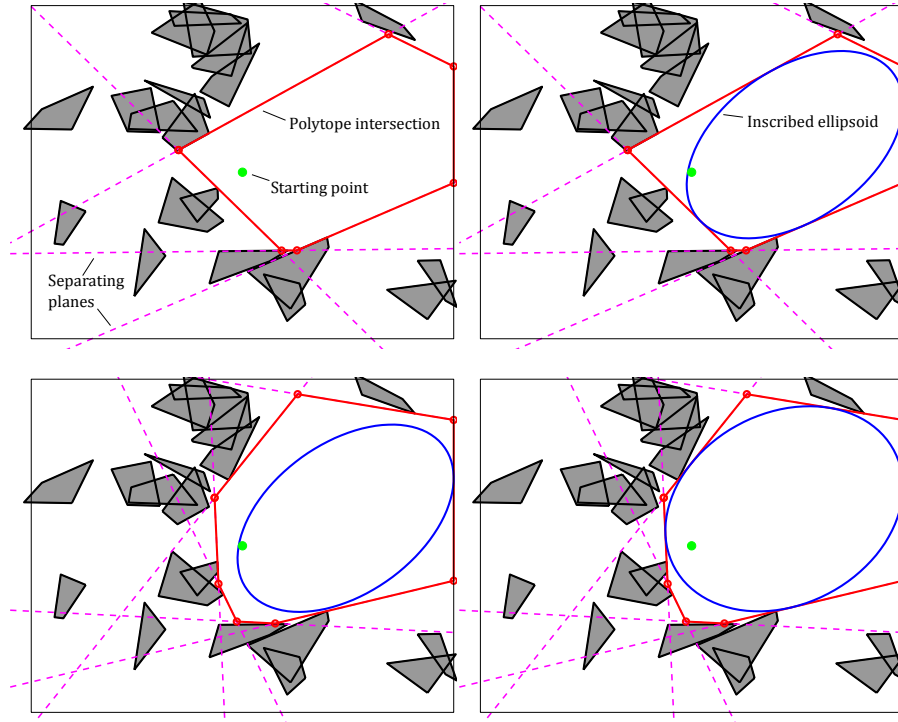 Polytope intersection
Starting point
Separating
planes
Inscribed ellipsoid